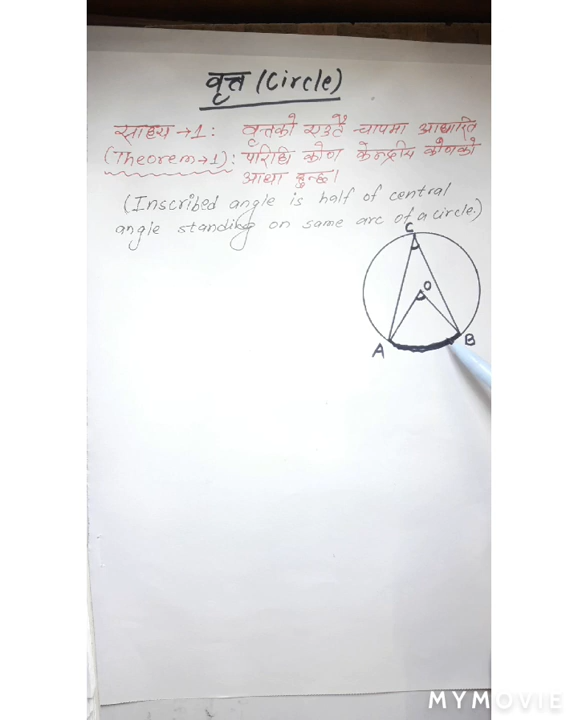 वृत्त (Circle)
साध्य → 1: वृत्तको एउटै चापमा आधारित
(Theorem → 1): परिधि कोण केन्द्रीय कोणको
आधा हुन्छ।
(Inscribed angle is half of central
angle standing on same arc of a circle.)
C
O
A
B
MYMOVIE